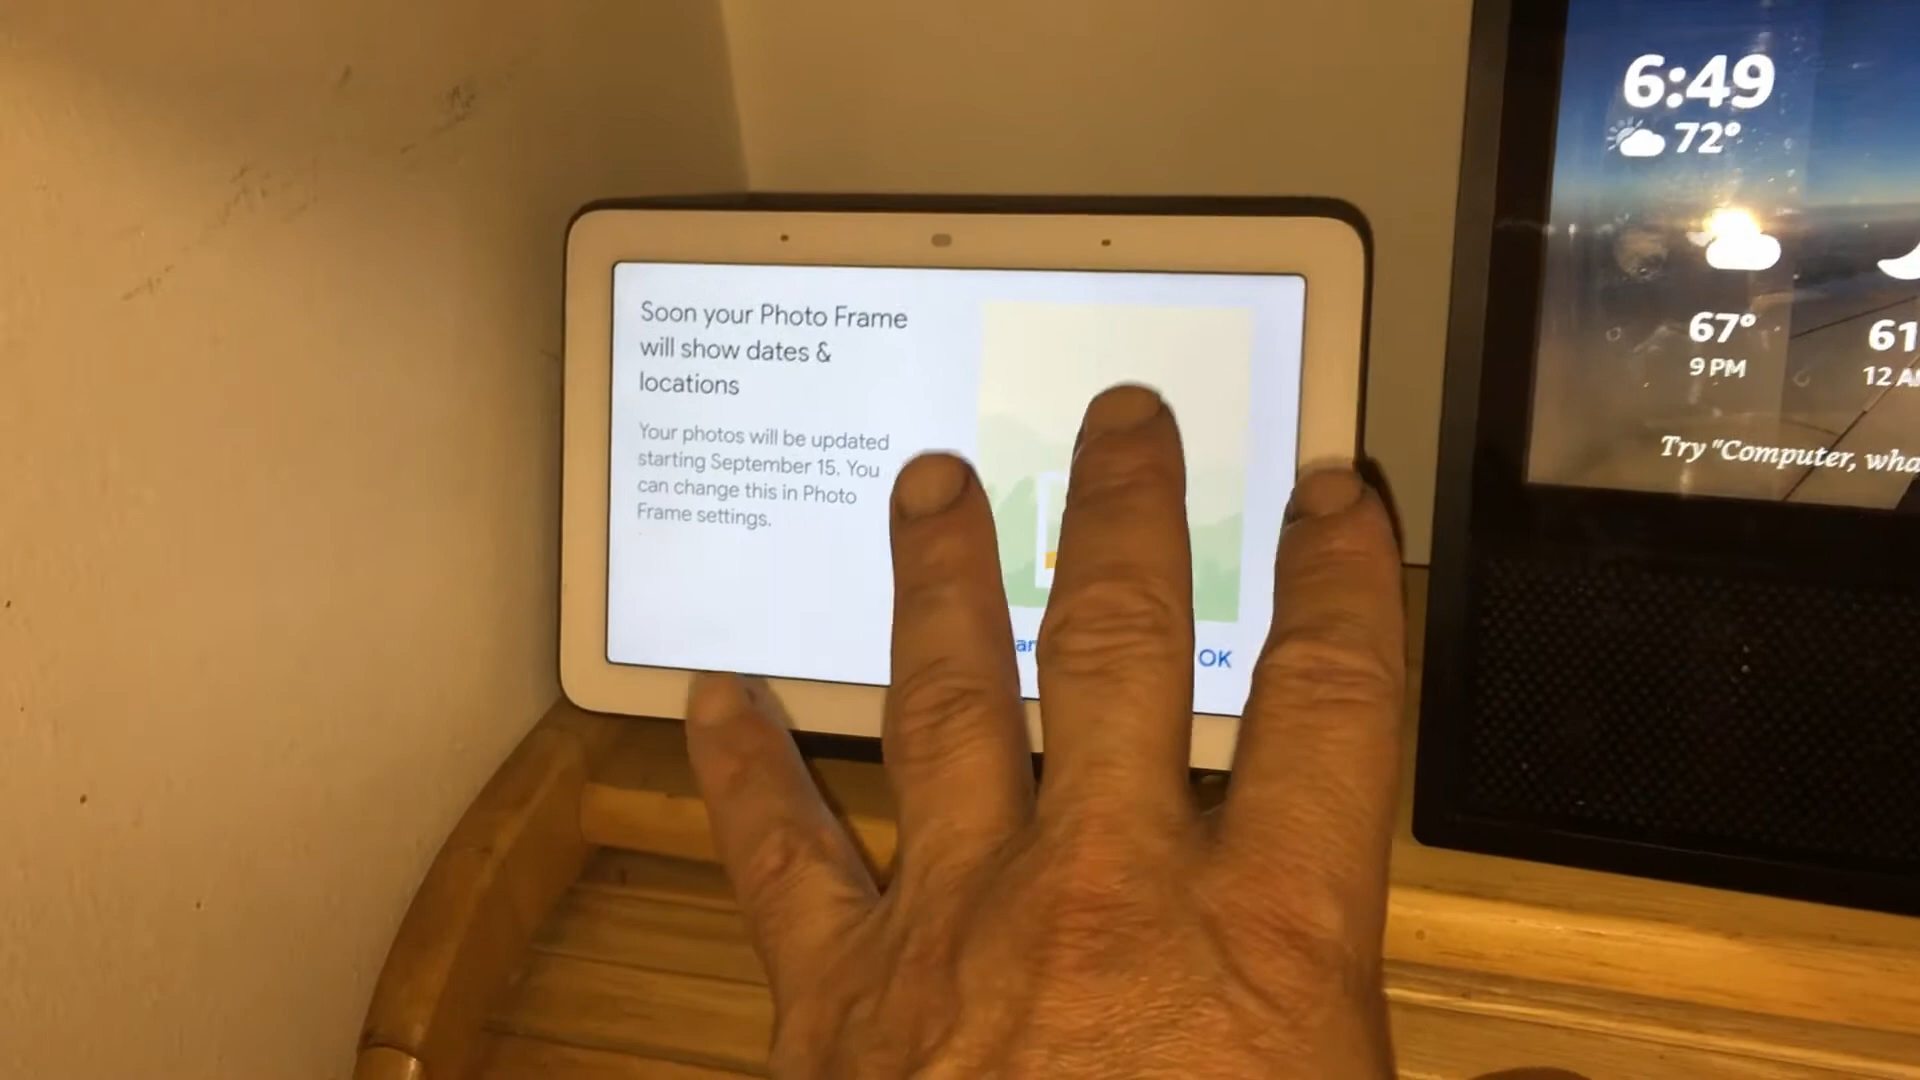 Soon your Photo Frame
will show dates &
locations
Your photos will be updated
starting September 15. You
can change this in Photo
Frame settings.
OK
6:49
72°
67°
9 PM
61
12
Try "Computer,